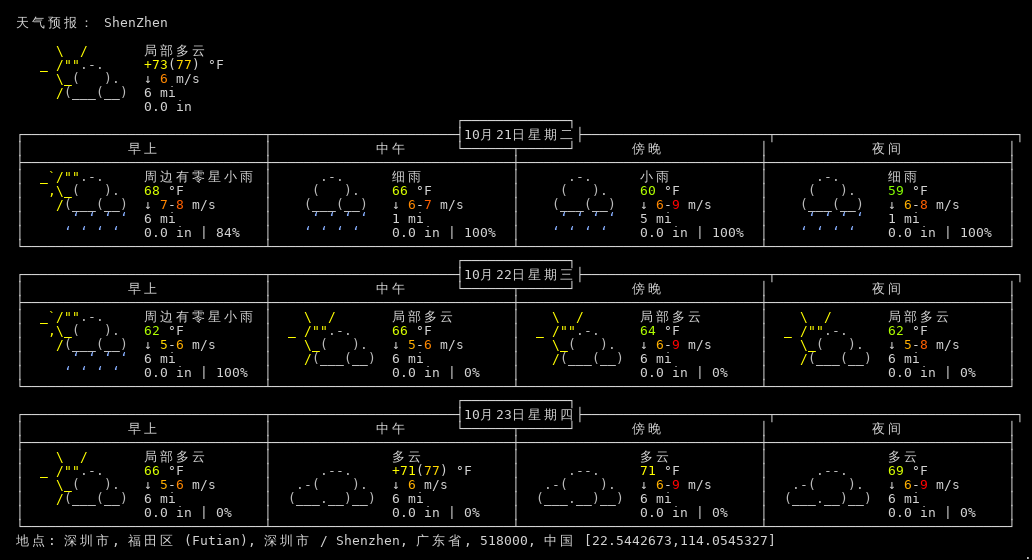 天气预报： ShenZhen
局部多云
+73(77) °F
↓ 6 m/s
6 mi
0.0 in
10月21日星期二
早上 中午 傍晚 夜间
周边有零星小雨 细雨 小雨 细雨
68 °F 66 °F 60 °F 59 °F
↓ 7-8 m/s ↓ 6-7 m/s ↓ 6-9 m/s ↓ 6-8 m/s
6 mi 1 mi 5 mi 1 mi
0.0 in | 84% 0.0 in | 100% 0.0 in | 100% 0.0 in | 100%
10月22日星期三
早上 中午 傍晚 夜间
周边有零星小雨 局部多云 局部多云 局部多云
62 °F 66 °F 64 °F 62 °F
↓ 5-6 m/s ↓ 5-6 m/s ↓ 6-9 m/s ↓ 5-8 m/s
6 mi 6 mi 6 mi 6 mi
0.0 in | 100% 0.0 in | 0% 0.0 in | 0% 0.0 in | 0%
10月23日星期四
早上 中午 傍晚 夜间
局部多云 多云 多云 多云
66 °F +71(77) °F 71 °F 69 °F
↓ 5-6 m/s ↓ 6 m/s ↓ 6-9 m/s ↓ 6-9 m/s
6 mi 6 mi 6 mi 6 mi
0.0 in | 0% 0.0 in | 0% 0.0 in | 0% 0.0 in | 0%
地点: 深圳市, 福田区 (Futian), 深圳市 / Shenzhen, 广东省, 518000, 中国 [22.5442673,114.0545327]